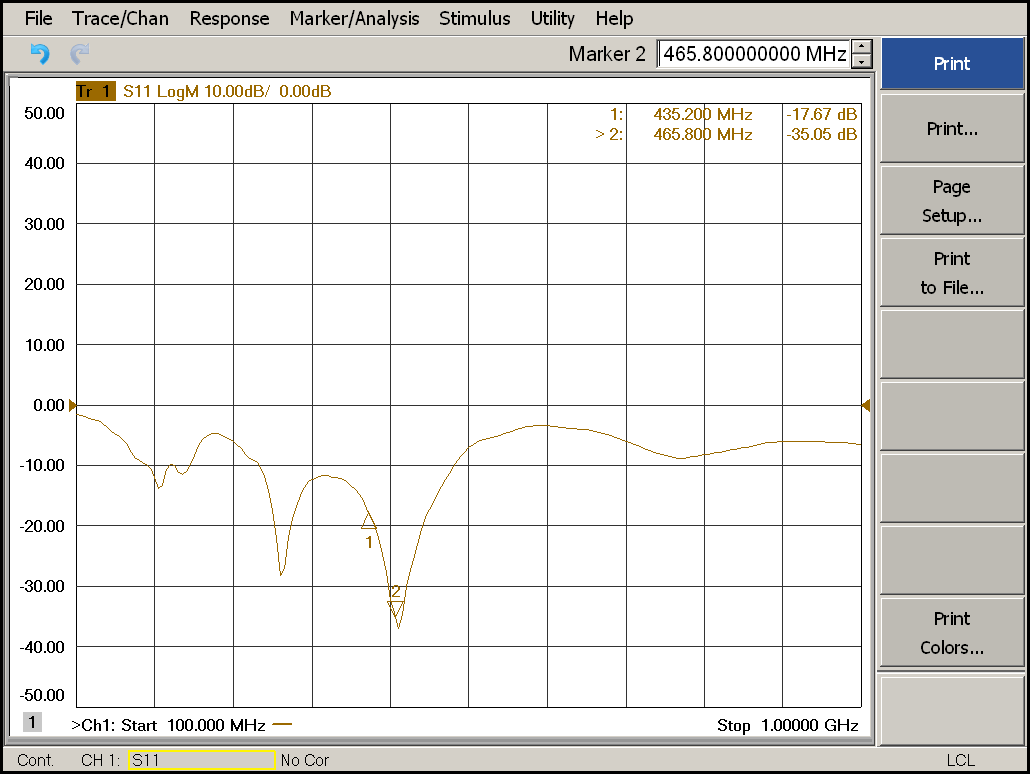 File Trace/Chan Response Marker/Analysis Stimulus Utility Help
Marker 2 465.800000000 MHz
Tr 1 S11 LogM 10.00dB/ 0.00dB
1: 435.200 MHz -17.67 dB
> 2: 465.800 MHz -35.05 dB
50.00
40.00
30.00
20.00
10.00
0.00
-10.00
-20.00
-30.00
-40.00
-50.00
1
2
1 >Ch1: Start 100.000 MHz Stop 1.00000 GHz
Print
Print...
Page
Setup...
Print
to File...
Print
Colors...
Cont. CH 1: S11 No Cor LCL